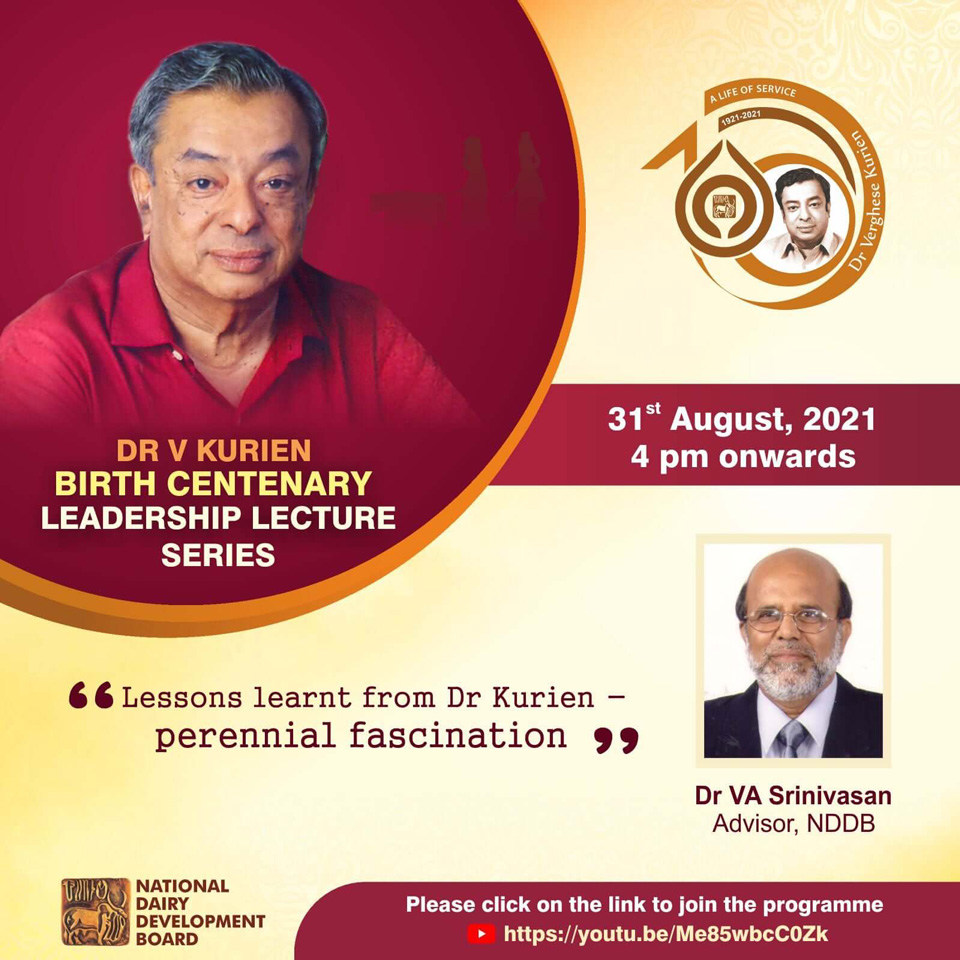 A LIFE OF SERVICE
1921-2021
Dr Verghese Kurien
31st August, 2021
4 pm onwards
DR V KURIEN
BIRTH CENTENARY
LEADERSHIP LECTURE
SERIES
“Lessons learnt from Dr Kurien –
perennial fascination”
Dr VA Srinivasan
Advisor, NDDB
NATIONAL
DAIRY
DEVELOPMENT
BOARD
Please click on the link to join the programme
https://youtu.be/Me85wbcC0Zk